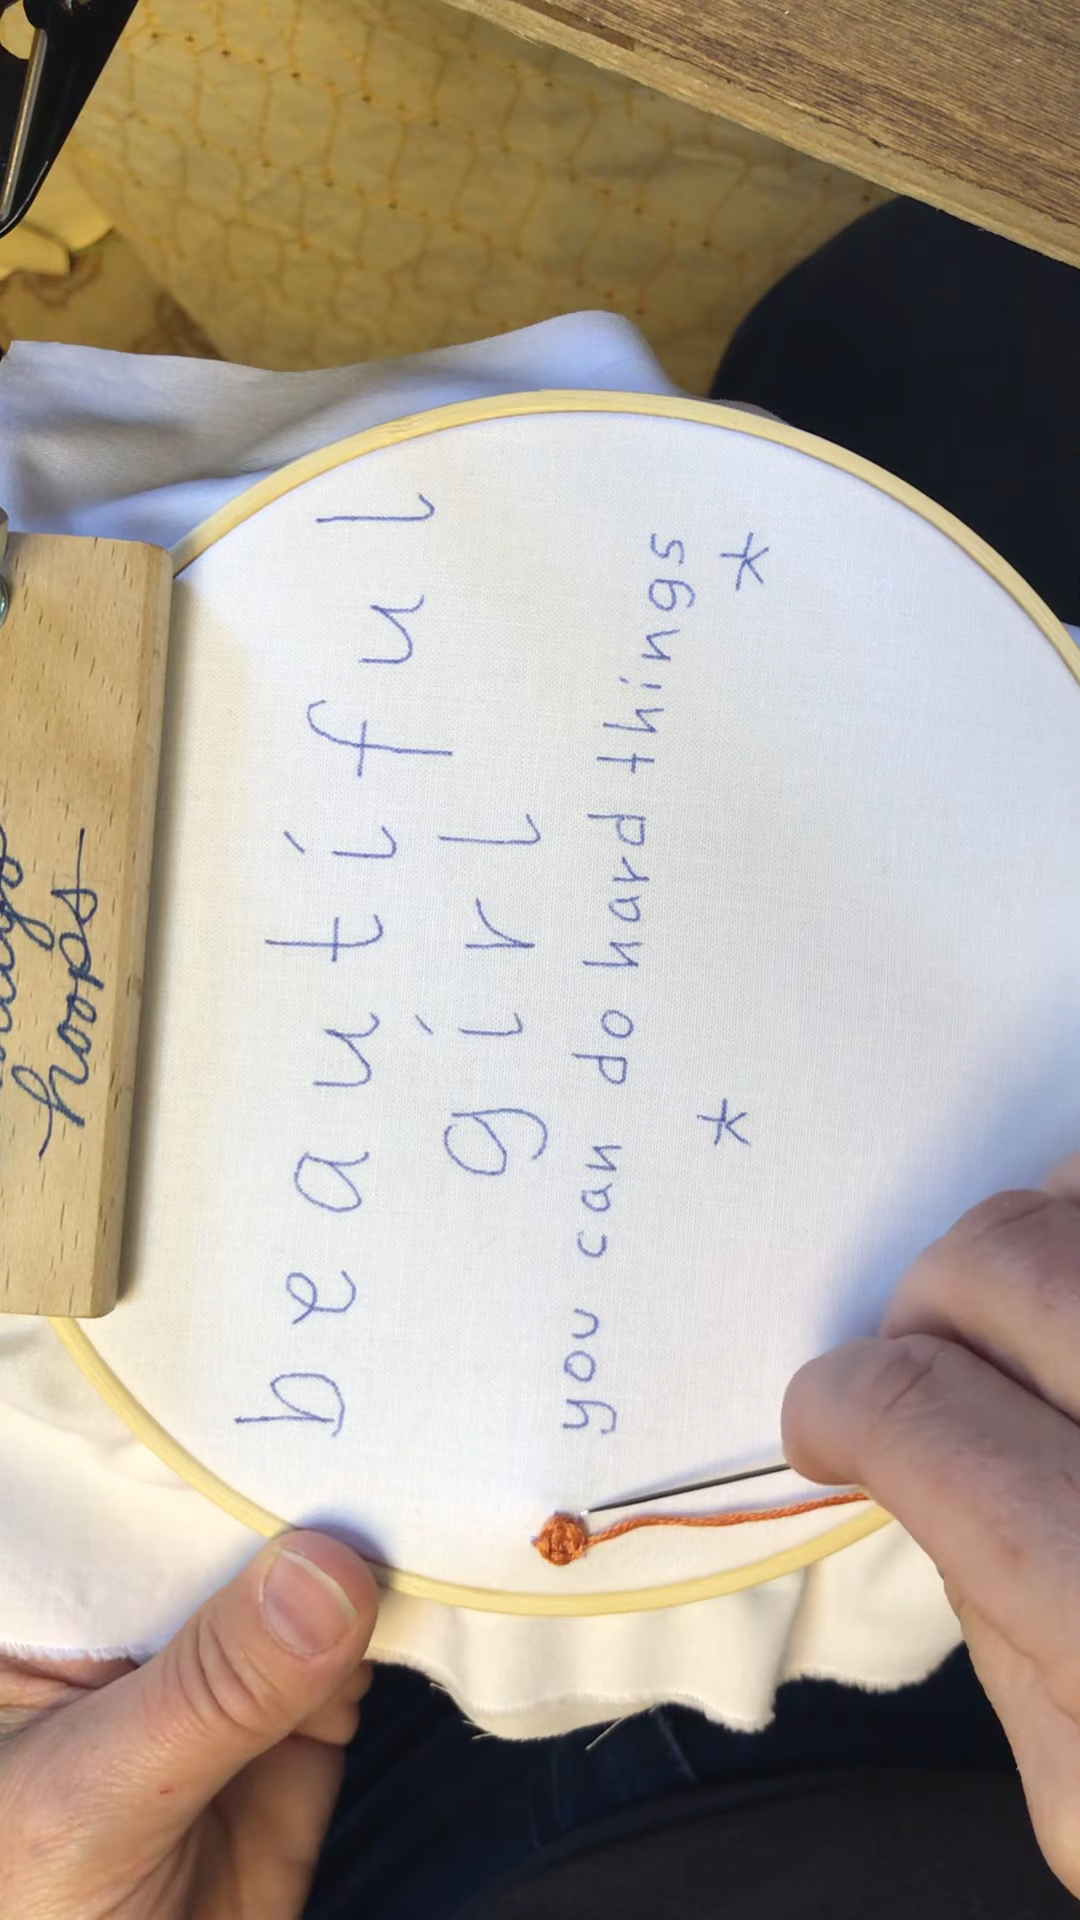 hoops
beautiful
girl
you can do hard things
* *